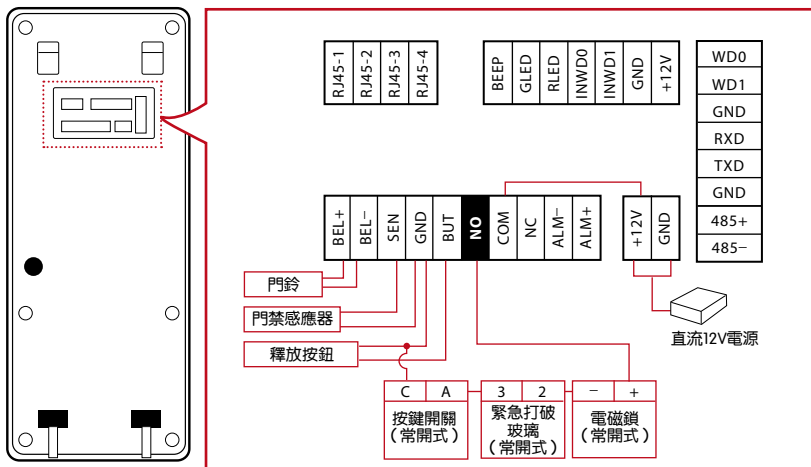 RJ45-1 RJ45-2 RJ45-3 RJ45-4
BEEP GLED RLED INWD0 INWD1 GND +12V
WD0
WD1
GND
RXD
TXD
GND
485+
485−
BEL+ BEL− SEN GND BUT NO COM NC ALM− ALM+
+12V GND
門鈴
門禁感應器
釋放按鈕
直流12V電源
C A
按鍵開關
(常開式)
3 2
緊急打破
玻璃
(常開式)
− +
電磁鎖
(常開式)